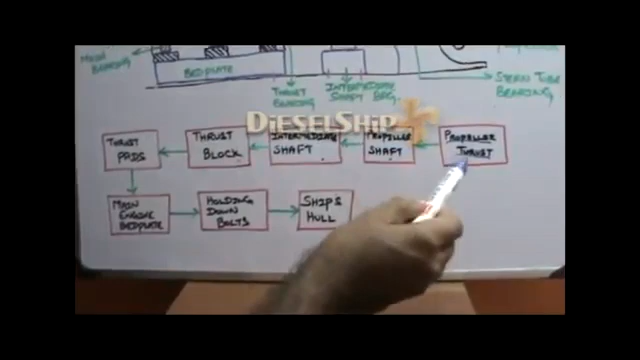 MAIN
BEARING
BEDPLATE
THRUST
BEARING
INTERMEDIATE
SHAFT BRG.
STERN TUBE
BEARING
DIESELSHIP
THRUST
PADS
THRUST
BLOCK
INTERMEDIATE
SHAFT
PROPELLER
SHAFT
PROPELLER
THRUST
MAIN
ENGINE
BEDPLATE
HOLDING
DOWN
BOLTS
SHIPS
HULL